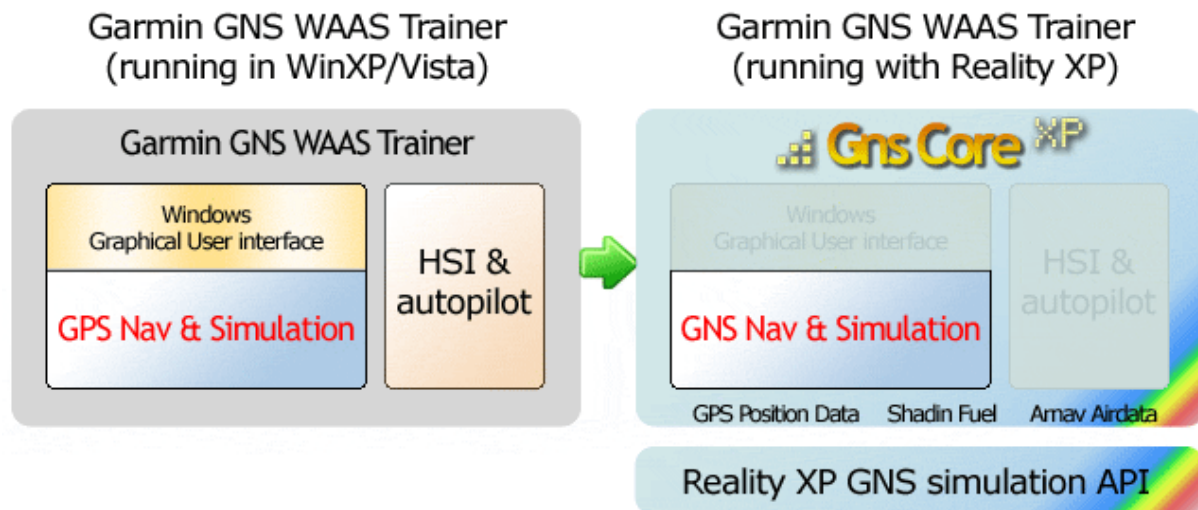 Garmin GNS WAAS Trainer
(running in WinXP/Vista)
Garmin GNS WAAS Trainer
Windows
Graphical User interface
GPS Nav & Simulation
HSI &
autopilot
Garmin GNS WAAS Trainer
(running with Reality XP)
Gns Core XP
Windows
Graphical User interface
GNS Nav & Simulation
HSI &
autopilot
GPS Position Data Shadin Fuel Arnav Airdata
Reality XP GNS simulation API